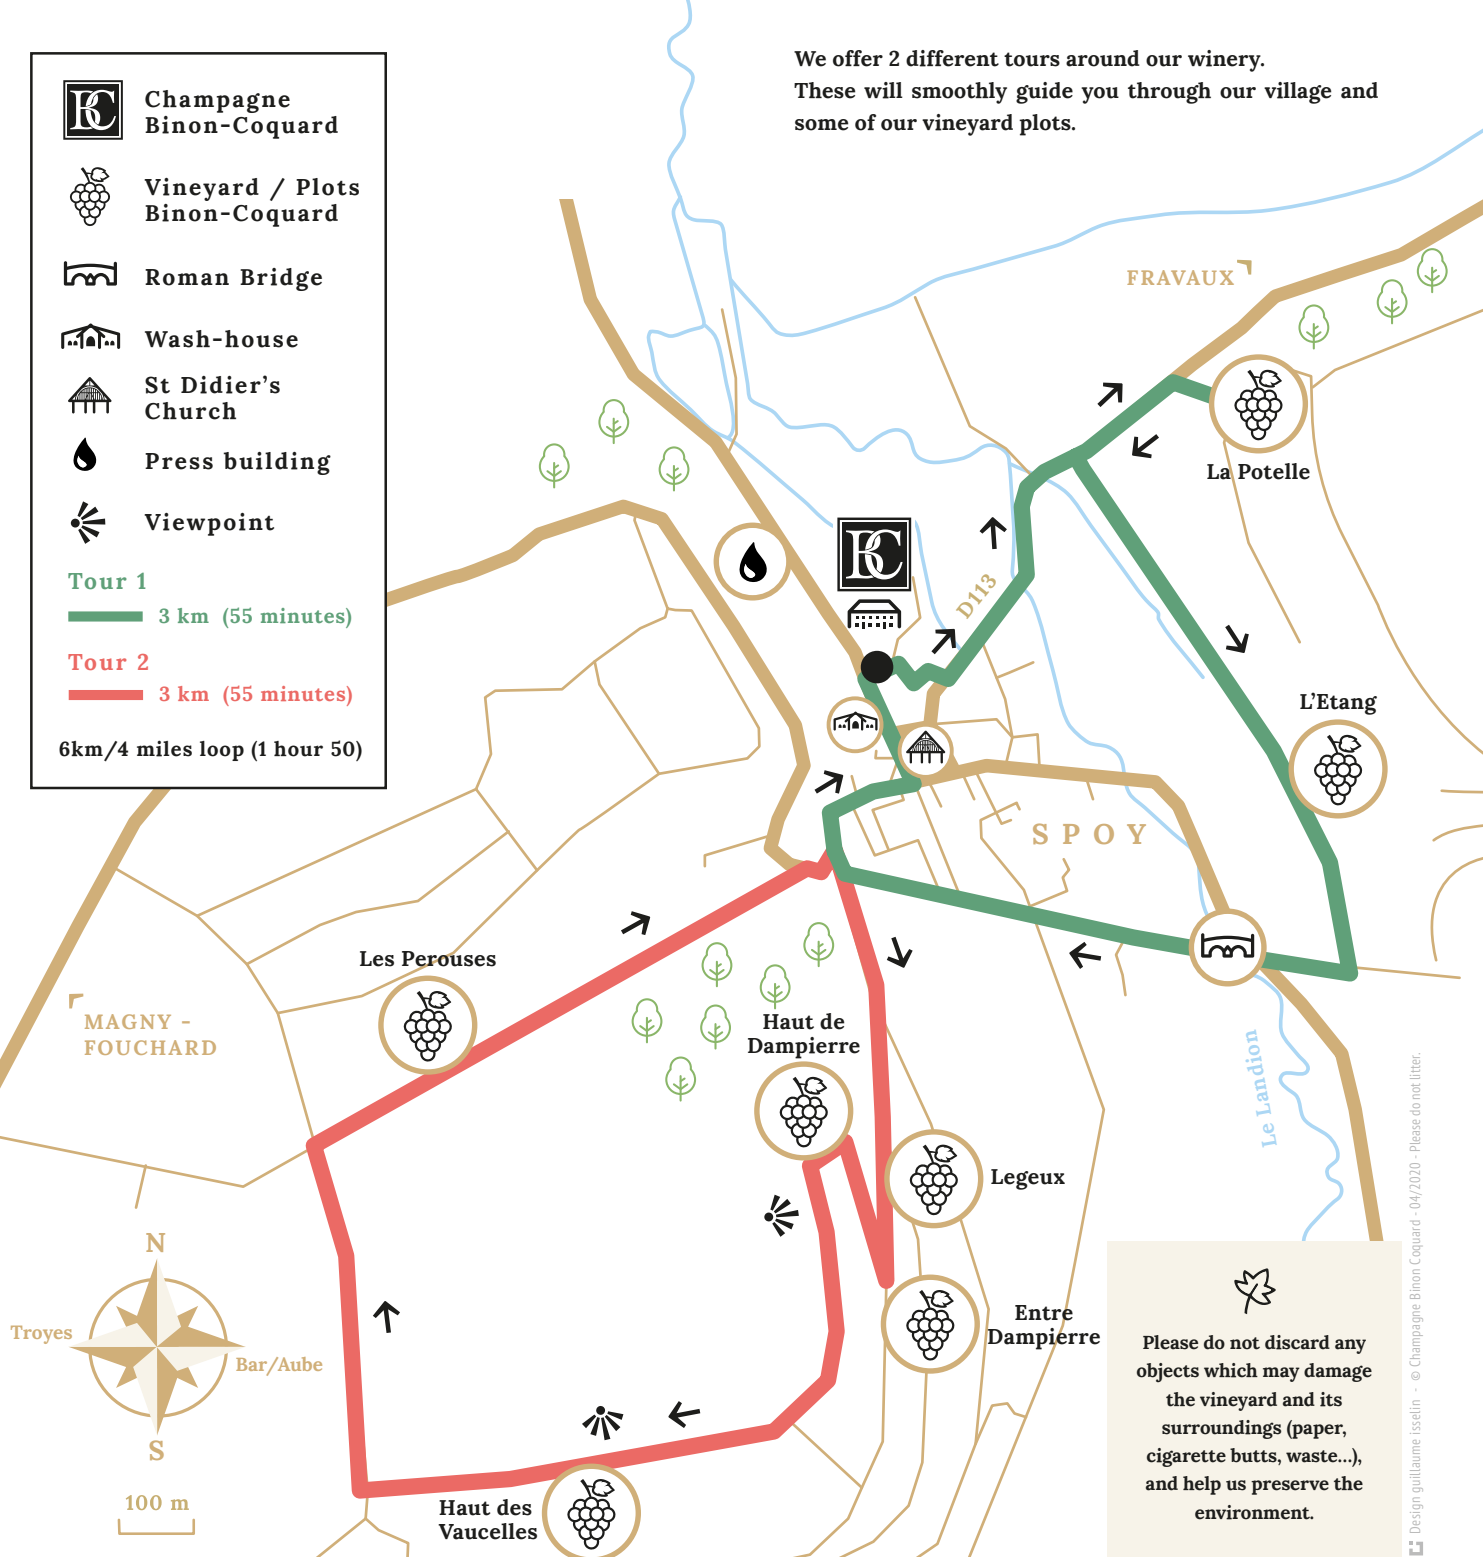 We offer 2 different tours around our winery.
These will smoothly guide you through our village and
some of our vineyard plots.
BC
Champagne
Binon-Coquard
Vineyard / Plots
Binon-Coquard
Roman Bridge
Wash-house
St Didier's
Church
Press building
Viewpoint
Tour 1
3 km (55 minutes)
Tour 2
3 km (55 minutes)
6km/4 miles loop (1 hour 50)
FRAVAUX
La Potelle
BC
D113
L'Etang
SPOY
Les Perouses
MAGNY -
FOUCHARD
Haut de
Dampierre
Le Landion
Legeux
Entre
Dampierre
N
Troyes
Bar/Aube
S
100 m
Haut des
Vaucelles
Please do not discard any
objects which may damage
the vineyard and its
surroundings (paper,
cigarette butts, waste...),
and help us preserve the
environment.
Design guillaume isselin - © Champagne Binon Coquard - 04/2020 - Please do not litter.